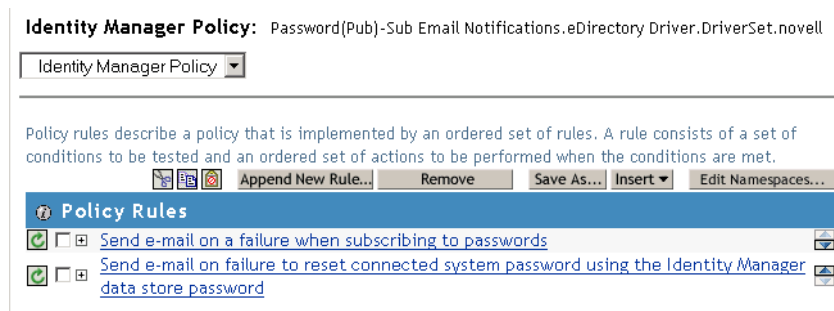 Identity Manager Policy: Password(Pub)-Sub Email Notifications.eDirectory Driver.DriverSet.novell
Identity Manager Policy
Policy rules describe a policy that is implemented by an ordered set of rules. A rule consists of a set of
conditions to be tested and an ordered set of actions to be performed when the conditions are met.
Append New Rule... Remove Save As... Insert Edit Namespaces...
Policy Rules
Send e-mail on a failure when subscribing to passwords
Send e-mail on failure to reset connected system password using the Identity Manager
data store password